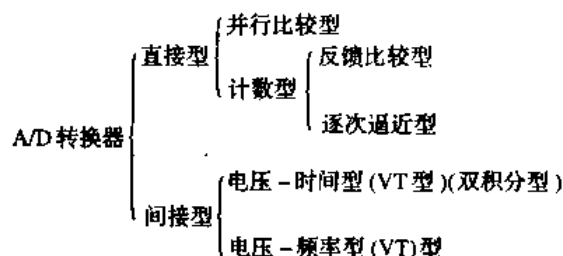 并行比较型
直接型
反馈比较型
计数型
逐次逼近型
A/D 转换器
电压－时间型(VT 型)(双积分型)
间接型
电压－频率型(VT)型